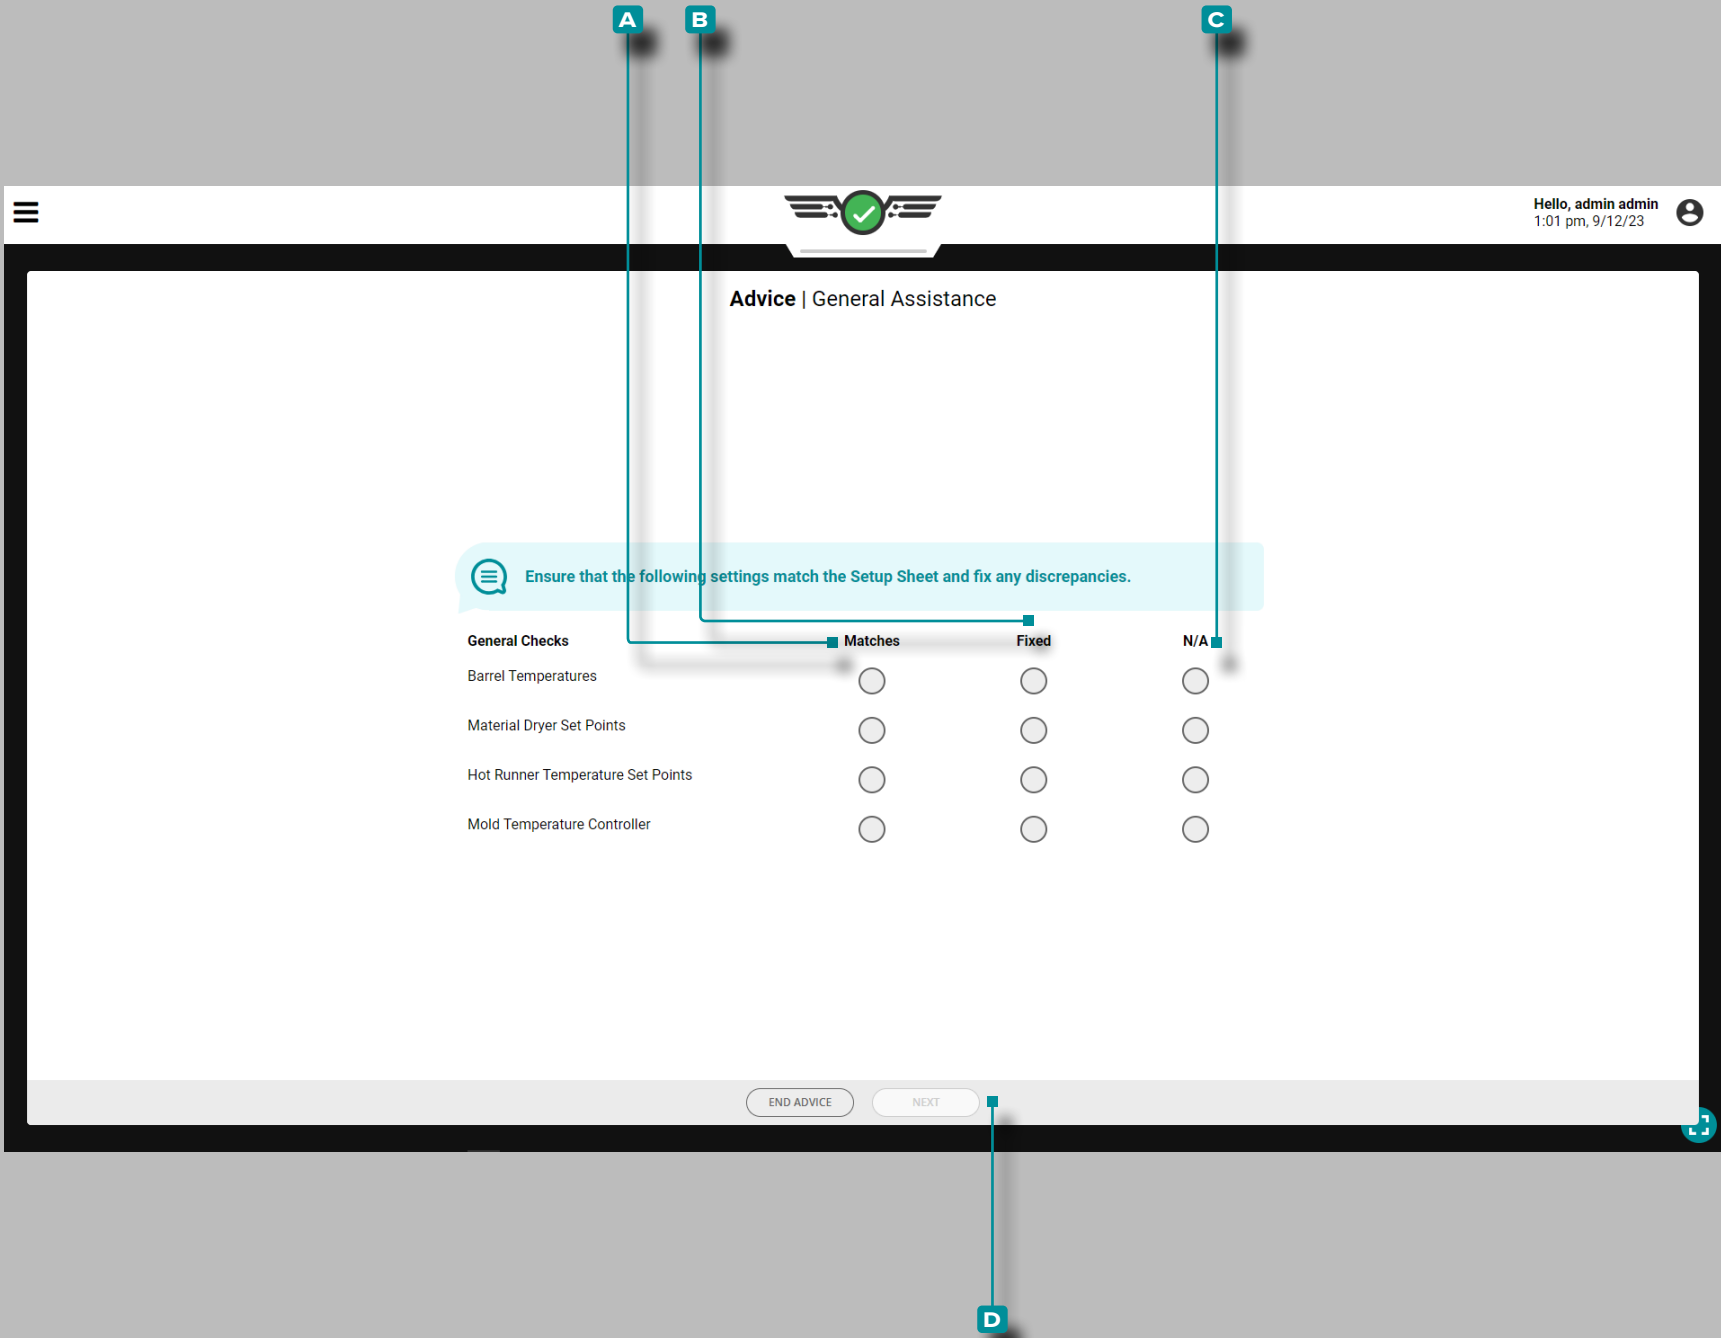 A B C
Hello, admin admin
1:01 pm, 9/12/23
Advice | General Assistance
Ensure that the following settings match the Setup Sheet and fix any discrepancies.
General Checks Matches Fixed N/A
Barrel Temperatures
Material Dryer Set Points
Hot Runner Temperature Set Points
Mold Temperature Controller
END ADVICE NEXT
D